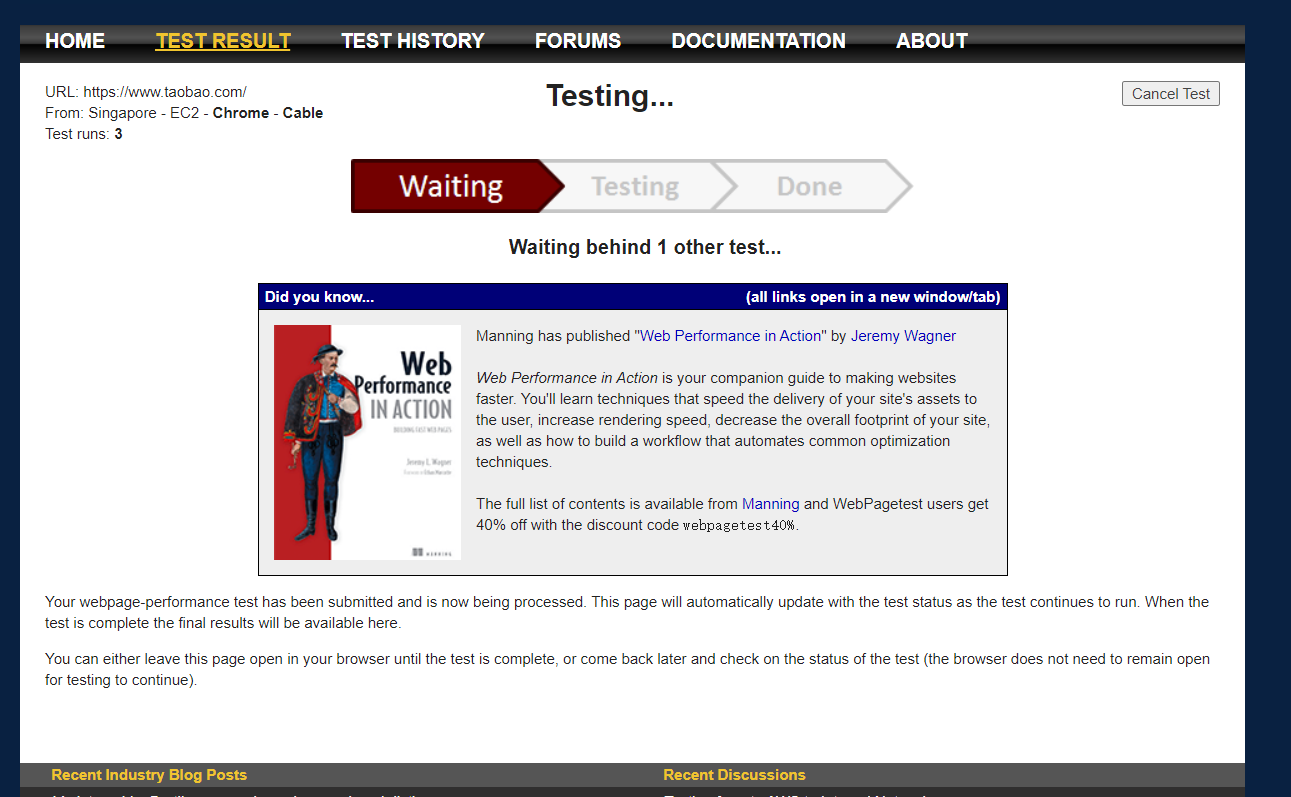 HOME TEST RESULT TEST HISTORY FORUMS DOCUMENTATION ABOUT
URL: https://www.taobao.com/
From: Singapore - EC2 - Chrome - Cable
Test runs: 3
Testing...
Cancel Test
Waiting Testing Done
Waiting behind 1 other test...
Did you know... (all links open in a new window/tab)
Web
Performance
IN ACTION
BUILDING FAST WEB PAGES
Jeremy L. Wagner
MANNING
Manning has published "Web Performance in Action" by Jeremy Wagner
Web Performance in Action is your companion guide to making websites
faster. You'll learn techniques that speed the delivery of your site's assets to
the user, increase rendering speed, decrease the overall footprint of your site,
as well as how to build a workflow that automates common optimization
techniques.
The full list of contents is available from Manning and WebPagetest users get
40% off with the discount code webpagetest40%.
Your webpage-performance test has been submitted and is now being processed. This page will automatically update with the test status as the test continues to run. When the
test is complete the final results will be available here.
You can either leave this page open in your browser until the test is complete, or come back later and check on the status of the test (the browser does not need to remain open
for testing to continue).
Recent Industry Blog Posts
Recent Discussions